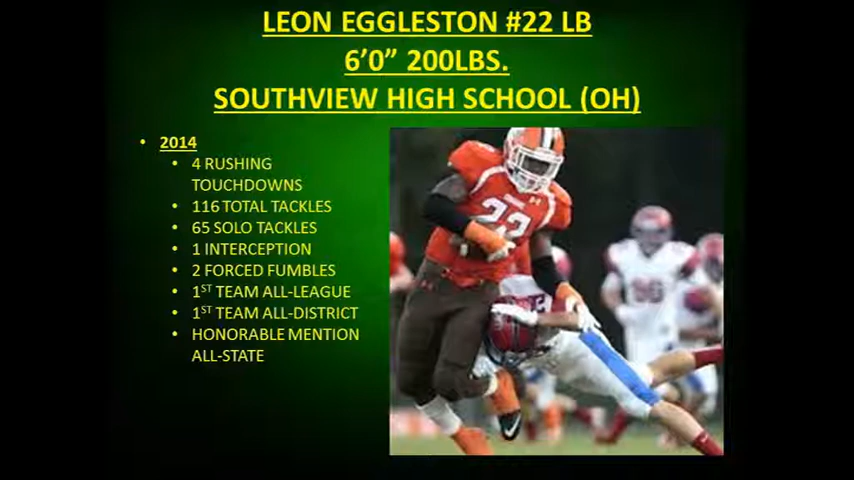 LEON EGGLESTON #22 LB
6’0” 200LBS.
SOUTHVIEW HIGH SCHOOL (OH)
• 2014
• 4 RUSHING
TOUCHDOWNS
• 116 TOTAL TACKLES
• 65 SOLO TACKLES
• 1 INTERCEPTION
• 2 FORCED FUMBLES
• 1ST TEAM ALL-LEAGUE
• 1ST TEAM ALL-DISTRICT
• HONORABLE MENTION
ALL-STATE
22